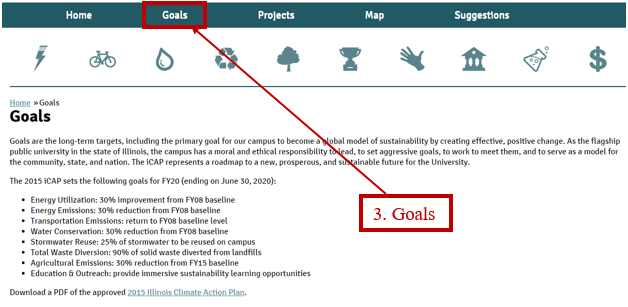 Home Goals Projects Map Suggestions
Home » Goals
Goals
Goals are the long-term targets, including the primary goal for our campus to become a global model of sustainability by creating effective, positive change. As the flagship
public university in the state of Illinois, the campus has a moral and ethical responsibility to lead, to set aggressive goals, to work to meet them, and to serve as a model for
the community, state, and nation. The iCAP represents a roadmap to a new, prosperous, and sustainable future for the University.
The 2015 iCAP sets the following goals for FY20 (ending on June 30, 2020):
• Energy Utilization: 30% improvement from FY08 baseline
• Energy Emissions: 30% reduction from FY08 baseline
• Transportation Emissions: return to FY08 baseline level
• Water Conservation: 30% reduction from FY08 baseline
• Stormwater Reuse: 25% of stormwater to be reused on campus
• Total Waste Diversion: 90% of solid waste diverted from landfills
• Agricultural Emissions: 30% reduction from FY15 baseline
• Education & Outreach: provide immersive sustainability learning opportunities
3. Goals
Download a PDF of the approved 2015 Illinois Climate Action Plan.